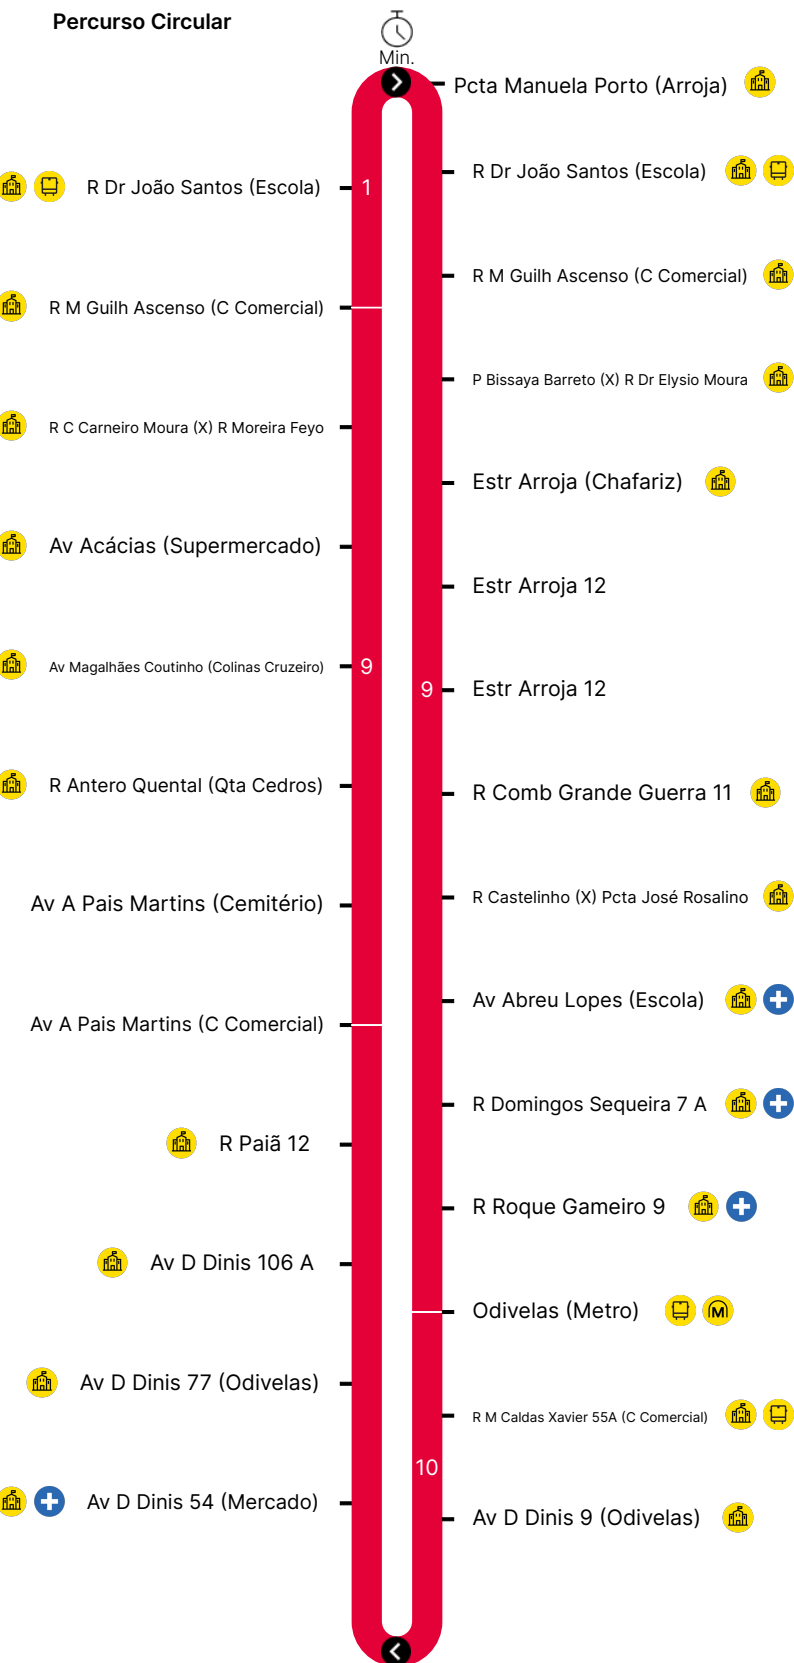 Percurso Circular
Min.
Pcta Manuela Porto (Arroja)
R Dr João Santos (Escola)
R Dr João Santos (Escola)
1
R M Guilh Ascenso (C Comercial)
R M Guilh Ascenso (C Comercial)
P Bissaya Barreto (X) R Dr Elysio Moura
R C Carneiro Moura (X) R Moreira Feyo
Estr Arroja (Chafariz)
Av Acácias (Supermercado)
Estr Arroja 12
Av Magalhães Coutinho (Colinas Cruzeiro)
9
9
Estr Arroja 12
R Antero Quental (Qta Cedros)
R Comb Grande Guerra 11
R Castelinho (X) Pcta José Rosalino
Av A Pais Martins (Cemitério)
Av Abreu Lopes (Escola)
Av A Pais Martins (C Comercial)
R Domingos Sequeira 7 A
R Paiã 12
R Roque Gameiro 9
Av D Dinis 106 A
Odivelas (Metro)
M
Av D Dinis 77 (Odivelas)
R M Caldas Xavier 55A (C Comercial)
10
Av D Dinis 54 (Mercado)
Av D Dinis 9 (Odivelas)